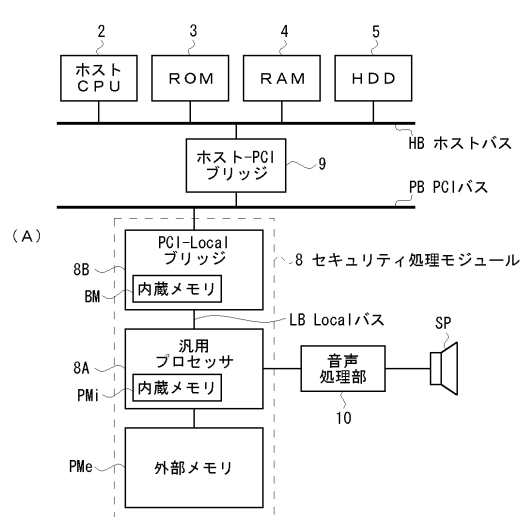 2
3
4
5
ホスト
CPU
ROM
RAM
HDD
HB ホストバス
ホスト-PCI
ブリッジ
9
PB PCIバス
(A)
PCI-Local
ブリッジ
8B
内蔵メモリ
BM
8 セキュリティ処理モジュール
LB Localバス
汎用
プロセッサ
8A
内蔵メモリ
PMi
音声
処理部
10
SP
外部メモリ
PMe